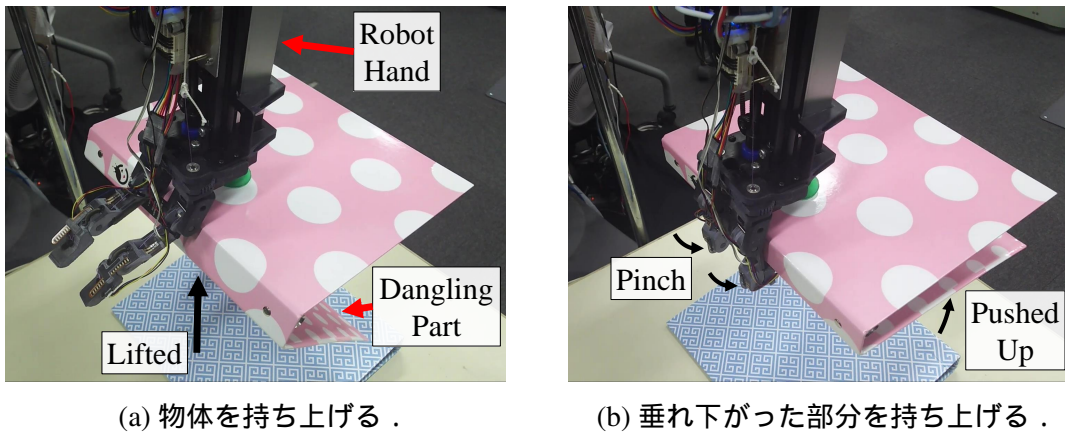 Robot
Hand
Dangling
Part
Lifted
Pinch
Pushed
Up
(a) 物体を持ち上げる．
(b) 垂れ下がった部分を持ち上げる．